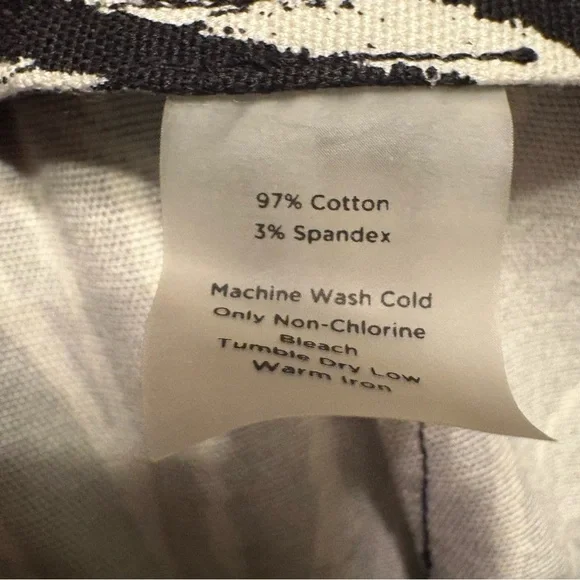 97% Cotton
3% Spandex
Machine Wash Cold
Only Non-Chlorine
Bleach
Tumble Dry Low
Warm Iron